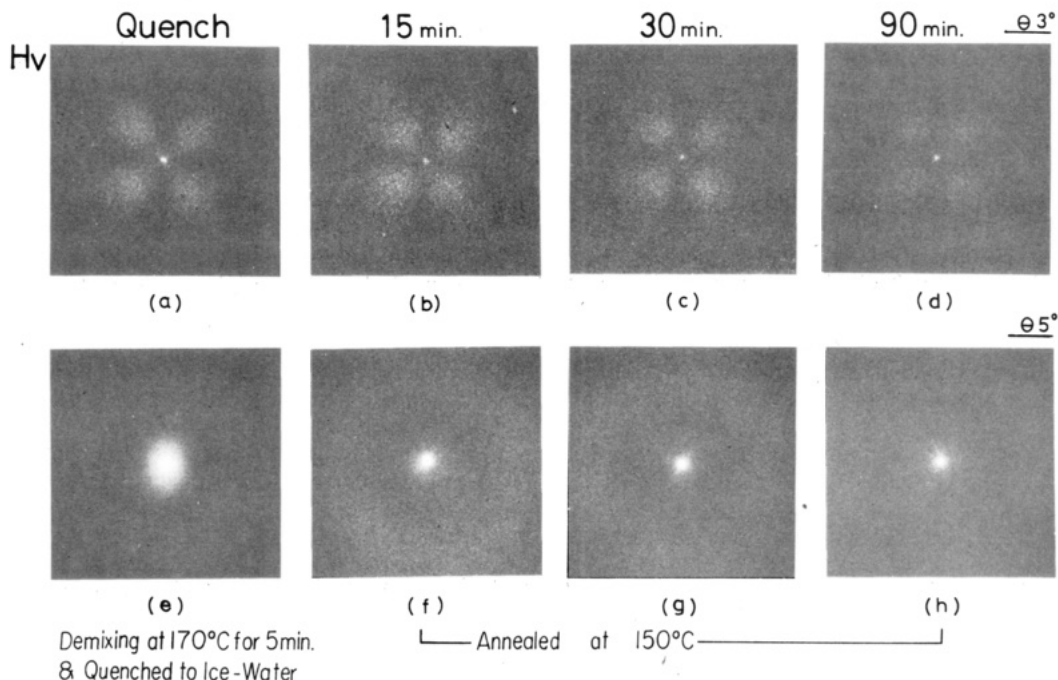 Quench 15 min. 30 min. 90 min. θ 3°
Hv
(a) (b) (c) (d)
θ 5°
(e) (f) (g) (h)
Demixing at 170°C for 5min. Annealed at 150°C
& Quenched to Ice-Water